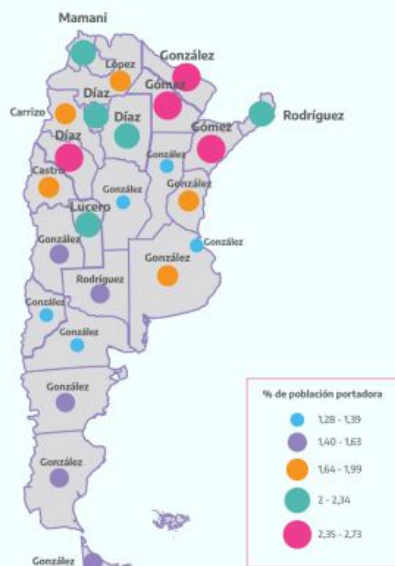 Mamani
López
González
Díaz
Gómez
Carrizo
Díaz
Rodríguez
Díaz
Gómez
González
Castro
González
González
Lucero
González
González
González
Rodríguez
González
González
González
González
González
% de población portadora
1,28 - 1,39
1,40 - 1,63
1,64 - 1,99
2 - 2,34
2,35 - 2,73